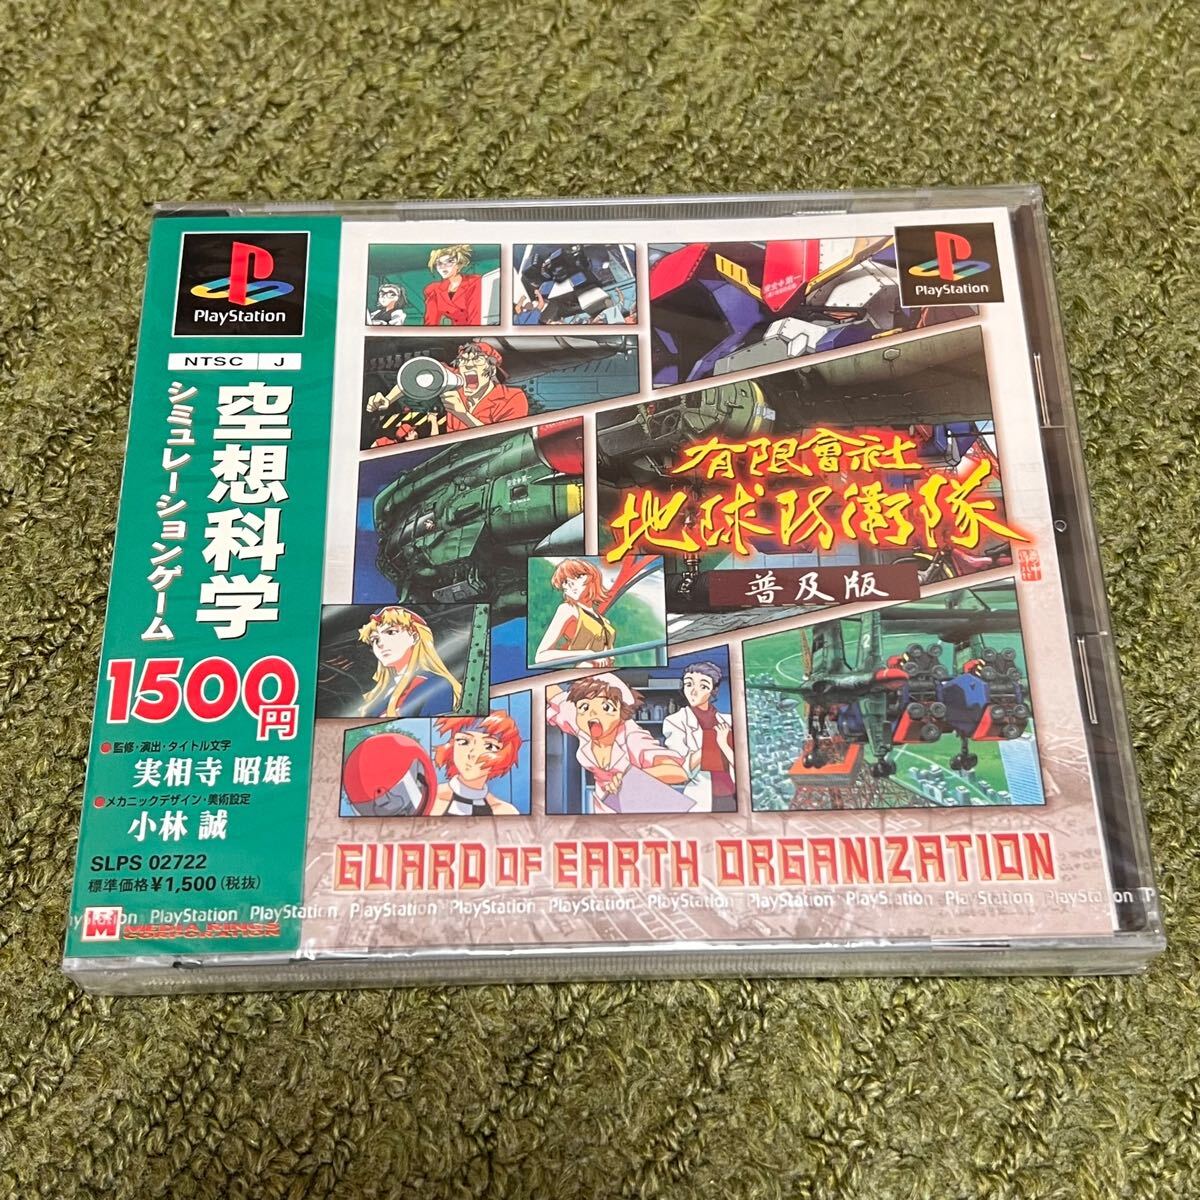 PlayStation
NTSC J
空想科学
シミュレーションゲーム
1500円
●監修・演出・タイトル文字
実相寺 昭雄
●メカニックデザイン・美術設定
小林 誠
SLPS 02722
標準価格¥1,500(税抜)
PlayStation
有限會社
地球防衛隊
普及版
GUARD OF EARTH ORGANIZATION
PlayStation PlayStation PlayStation PlayStation PlayStation PlayStation PlayStation PlayStation PlayStation